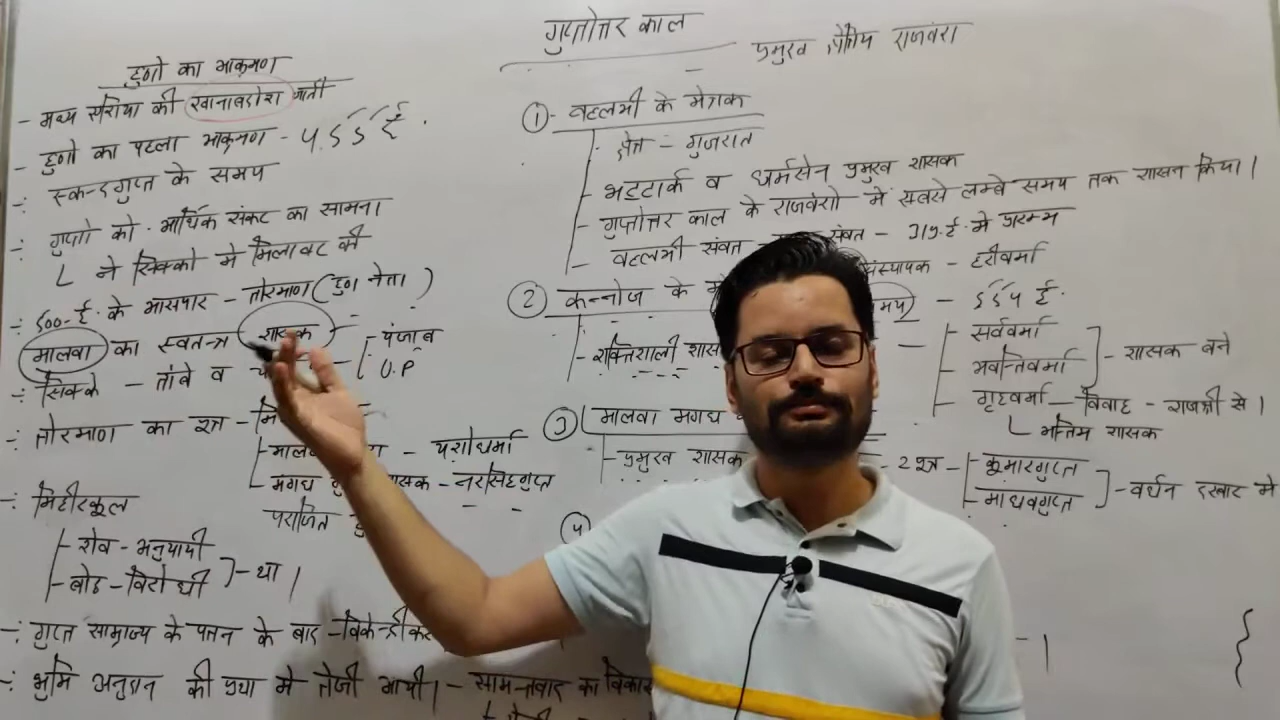 गुप्तोत्तर काल
हुणो का आक्रमण
- मध्य एशिया की खानाबदोश जाती
- हुणो का पहला आक्रमण - 455 ई.
÷ स्कन्दगुप्त के समय
÷ गुप्तो को आर्थिक संकट का सामना
L ने सिक्को मे मिलावट की
÷ 500 ई. के आसपास - तोरमाण (हुण नेता)
मालवा का स्वतन्त्र शासक
÷ सिक्के - तांबे व
पंजाब
U.P
÷ तोरमाण का पुत्र -
मालवा - यशोधर्मा
मगध शासक - नरसिंहगुप्त
पराजित
÷ मिहीरकूल
शैव - अनुयायी
बौद्ध - विरोधी ] - था।
÷ गुप्त साम्राज्य के पतन के बाद -
÷ भूमि अनुदान की प्रथा मे तेजी आयी। - सामन्तवाद का विकास
प्रमुख क्षेत्रिय राजवंश
① वल्लभी के मैत्रक
क्षेत्र = गुजरात
- भट्टार्क व धर्मसेन प्रमुख शासक
- गुप्तोत्तर काल के राजवंशो मे सबसे लम्बे समय तक शासन किया।
- वल्लभी संवत संवत - 319 ई. मे प्रारम्भ
② कन्नोज के संस्थापक - हरीवर्मा
- 554 ई.
- शक्तिशाली
सर्ववर्मा
अवन्तिवर्मा ] - शासक बने
गृहवर्मा - विवाह - राजश्री से।
L अन्तिम शासक
③ मालवा मगध
- प्रमुख शासक - 2 पुत्र
कुमारगुप्त
माधवगुप्त ] - वर्धन दरबार मे
④